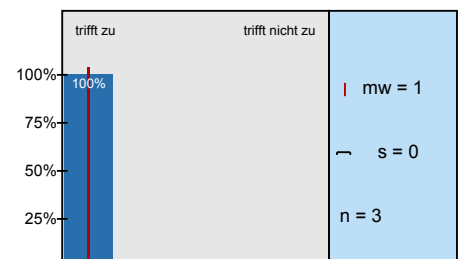 trifft zu trifft nicht zu
100%
100%
mw = 1
75%
50%
s = 0
25%
n = 3